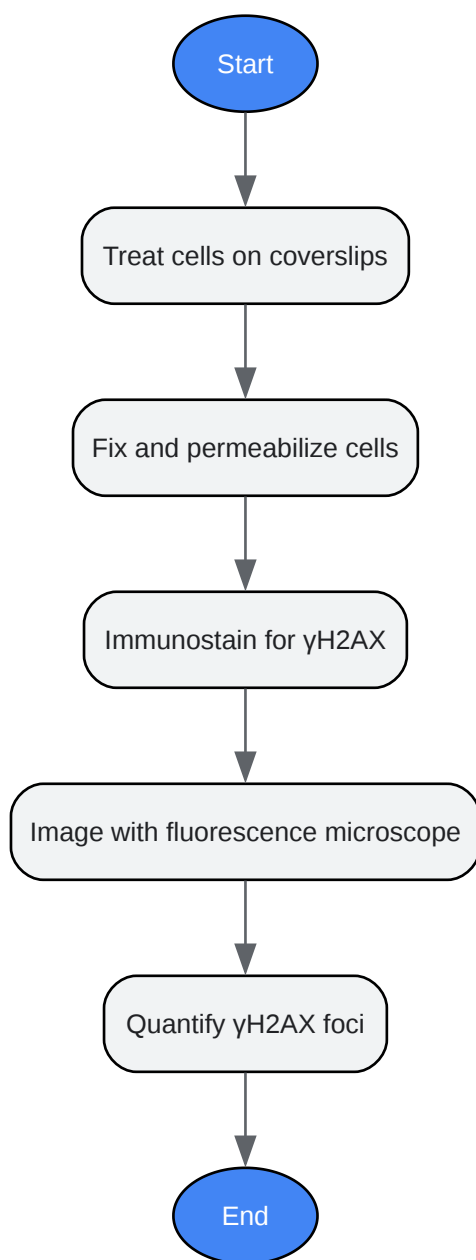 Start
Treat cells on coverslips
Fix and permeabilize cells
Immunostain for γH2AX
Image with fluorescence microscope
Quantify γH2AX foci
End